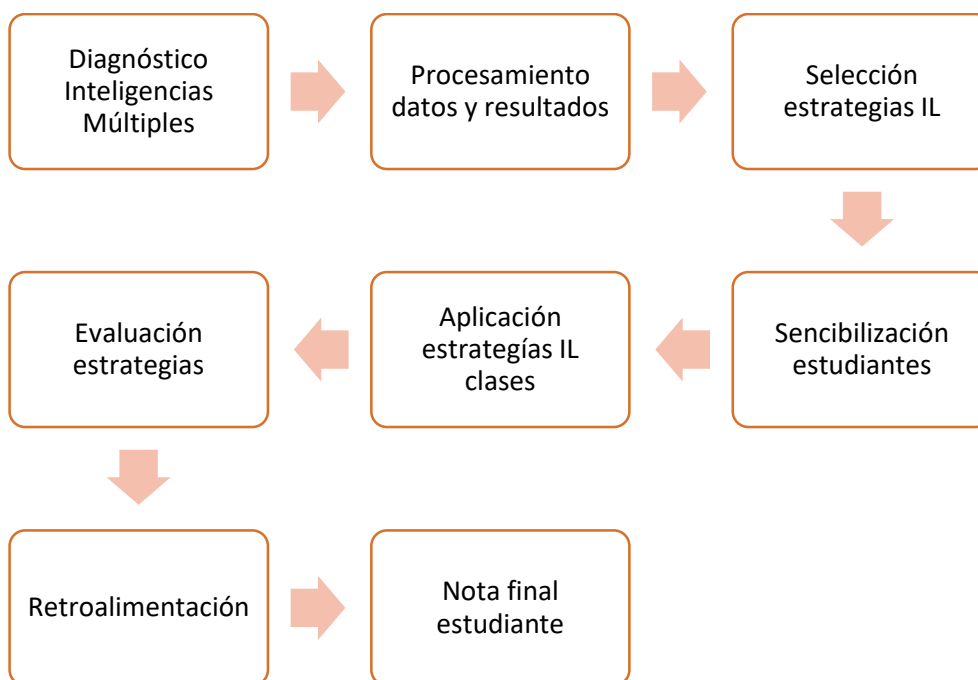 Diagnóstico
Inteligencias
Múltiples
Procesamiento
datos y resultados
Selección
estrategias IL
Sencibilización
estudiantes
Aplicación
estrategías IL
clases
Evaluación
estrategias
Retroalimentación
Nota final
estudiante